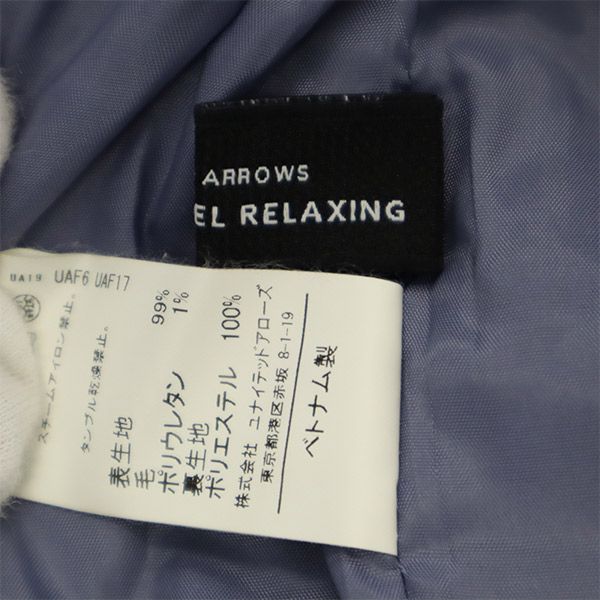 ARROWS
EL RELAXING
UA19 UAF6 UAF17
スチームアイロン禁止。
タンブル乾燥禁止。
表生地
毛 99%
ポリウレタン 1%
裏生地
ポリエステル 100%
株式会社 ユナイテッドアローズ
東京都港区赤坂 8-1-19
ベトナム製